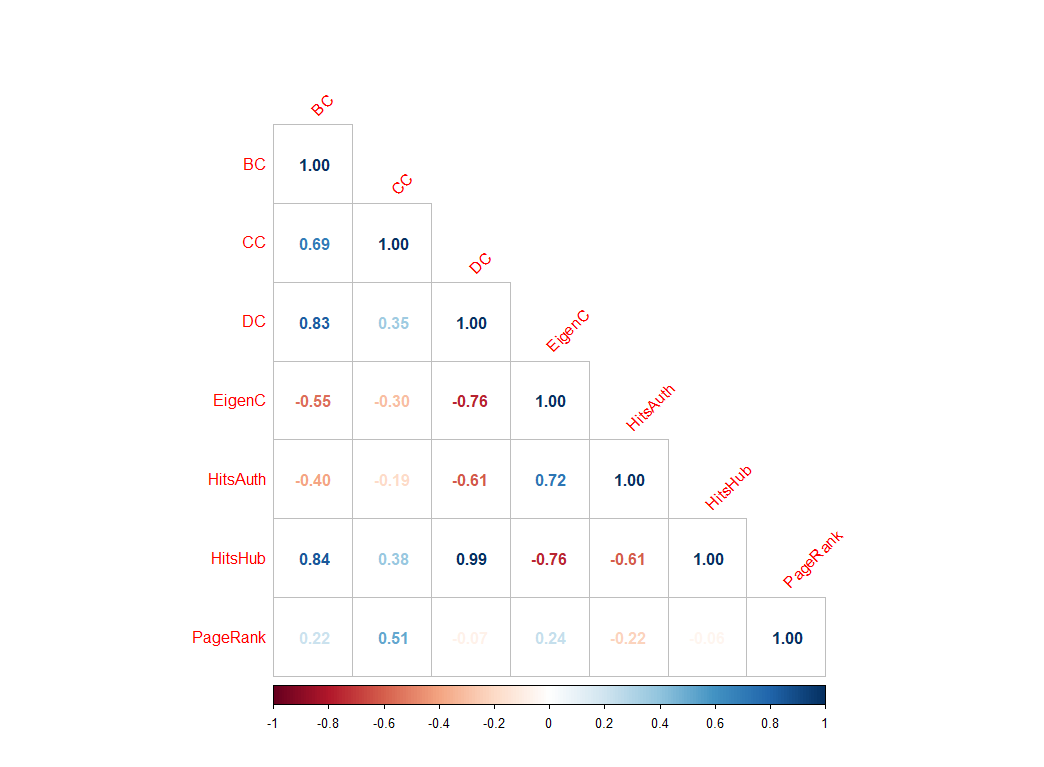 BC
BC 1.00
CC
CC 0.69 1.00
DC
DC 0.83 0.35 1.00
EigenC
EigenC -0.55 -0.30 -0.76 1.00
HitsAuth
HitsAuth -0.40 -0.19 -0.61 0.72 1.00
HitsHub
HitsHub 0.84 0.38 0.99 -0.76 -0.61 1.00
PageRank
PageRank 0.22 0.51 -0.07 0.24 -0.22 -0.06 1.00
-1 -0.8 -0.6 -0.4 -0.2 0 0.2 0.4 0.6 0.8 1